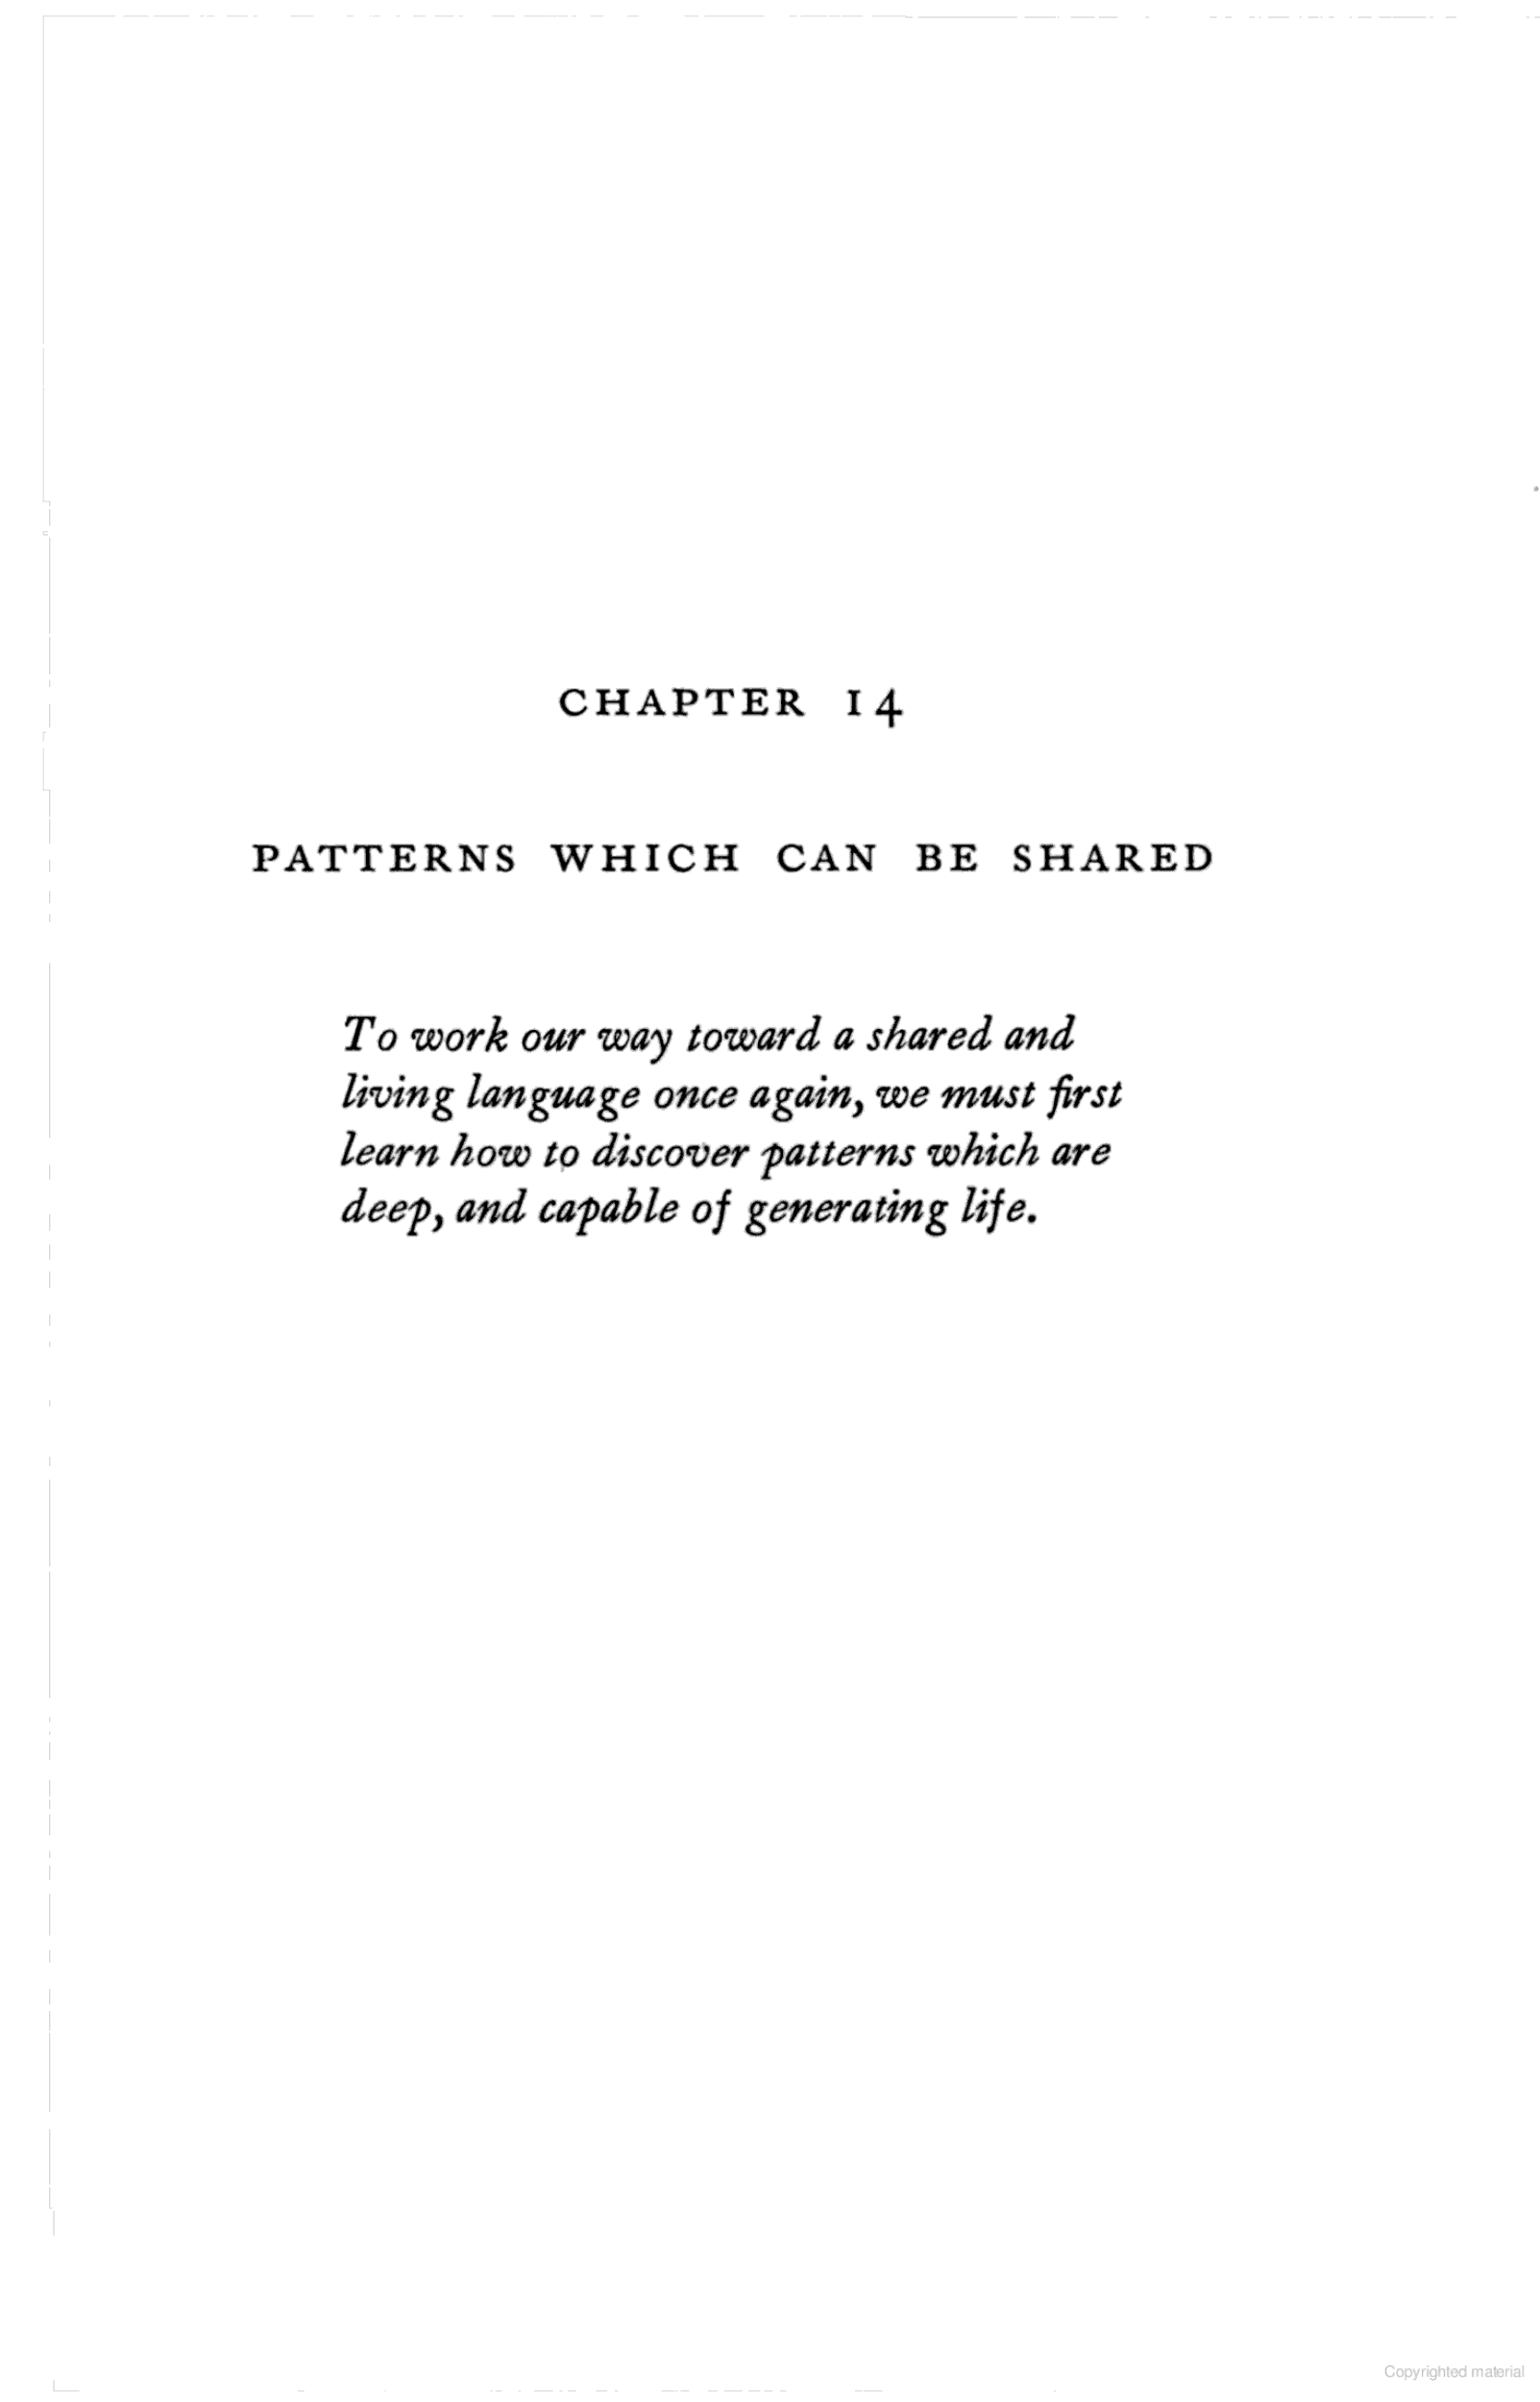 CHAPTER 14
PATTERNS WHICH CAN BE SHARED
To work our way toward a shared and
living language once again, we must first
learn how to discover patterns which are
deep, and capable of generating life.
Copyrighted material